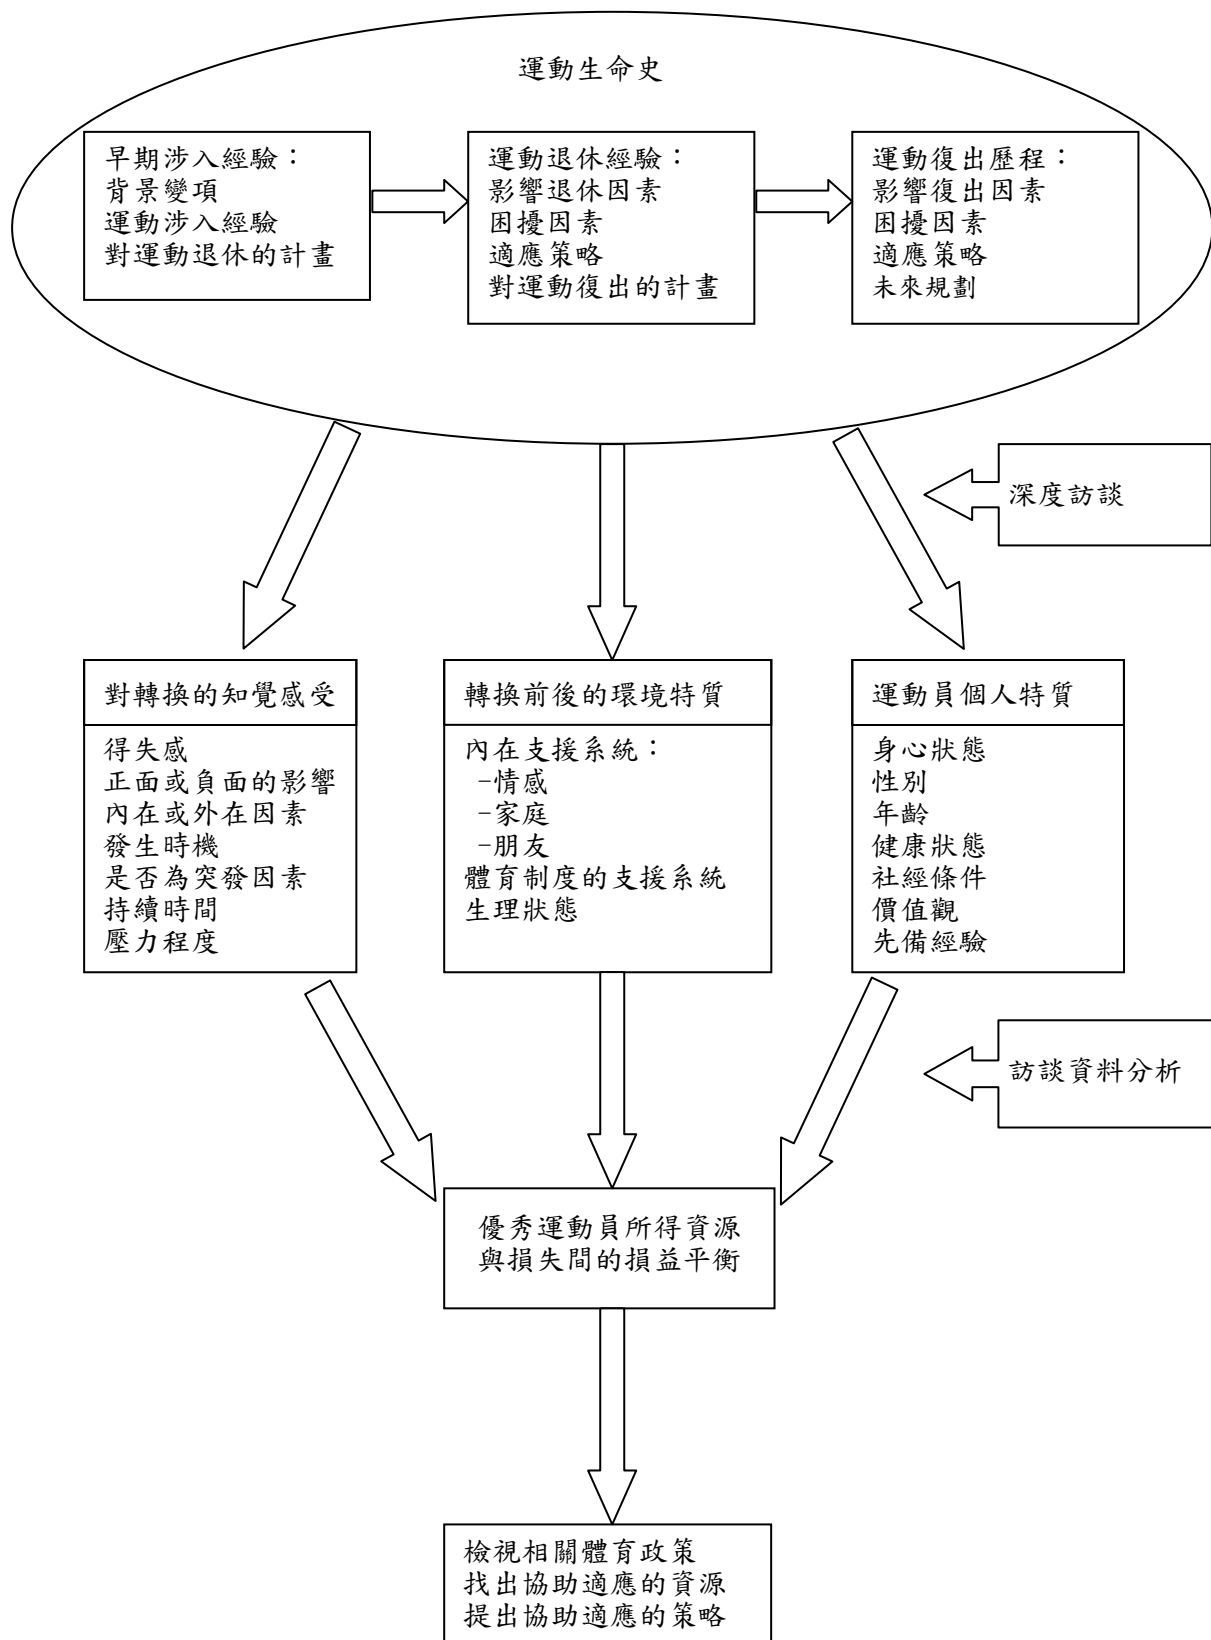 運動生命史
早期涉入經驗：
背景變項
運動涉入經驗
對運動退休的計畫
運動退休經驗：
影響退休因素
困擾因素
適應策略
對運動復出的計畫
運動復出歷程：
影響復出因素
困擾因素
適應策略
未來規劃
深度訪談
對轉換的知覺感受
得失感
正面或負面的影響
內在或外在因素
發生時機
是否為突發因素
持續時間
壓力程度
轉換前後的環境特質
內在支援系統：
-情感
-家庭
-朋友
體育制度的支援系統
生理狀態
運動員個人特質
身心狀態
性別
年齡
健康狀態
社經條件
價值觀
先備經驗
訪談資料分析
優秀運動員所得資源
與損失間的損益平衡
檢視相關體育政策
找出協助適應的資源
提出協助適應的策略